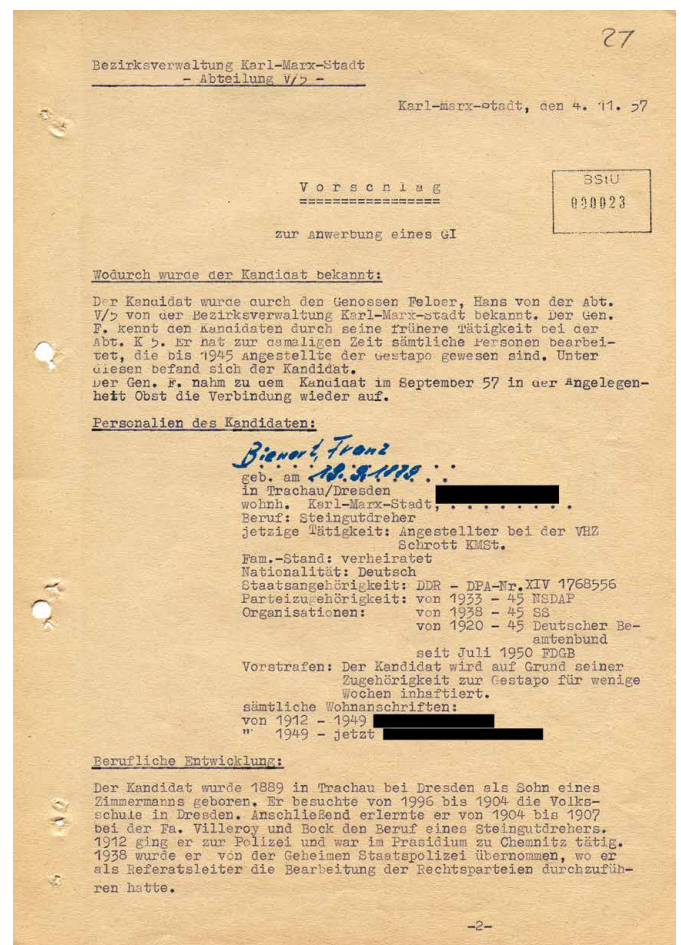 27
Bezirksverwaltung Karl-Marx-Stadt
- Abteilung V/5 -
Karl-Marx-Stadt, den 4. 11. 57
V o r s c h l a g
=================
BStU
000023
zur Anwerbung eines GI
Wodurch wurde der Kandidat bekannt:
Der Kandidat wurde durch den Genossen Felber, Hans von der Abt.
V/5 von der Bezirksverwaltung Karl-Marx-Stadt bekannt. Der Gen.
F. kennt den Kandidaten durch seine frühere Tätigkeit bei der
Abt. K 5. Er hat zur damaligen Zeit sämtliche Personen bearbei-
tet, die bis 1945 Angestellte der Gestapo gewesen sind. Unter
diesen befand sich der Kandidat.
Der Gen. F. nahm zu dem Kandidat im September 57 in der Angelegen-
heit Obst die Verbindung wieder auf.
Personalien des Kandidaten:
Bienert, Franz
geb. am
in Trachau/Dresden
wohnh. Karl-Marx-Stadt,
Beruf: Steingutdreher
jetzige Tätigkeit: Angestellter bei der VHZ
Schrott KMSt.
Fam.-Stand: verheiratet
Nationalität: Deutsch
Staatsangehörigkeit: DDR - DPA-Nr. XIV 1768556
Parteizugehörigkeit: von 1933 - 45 NSDAP
Organisationen: von 1938 - 45 SS
von 1920 - 45 Deutscher Be-
amtenbund
seit Juli 1950 FDGB
Vorstrafen: Der Kandidat wird auf Grund seiner
Zugehörigkeit zur Gestapo für wenige
Wochen inhaftiert.
sämtliche Wohnanschriften:
von 1912 - 1949
" 1949 - jetzt
Berufliche Entwicklung:
Der Kandidat wurde 1889 in Trachau bei Dresden als Sohn eines
Zimmermanns geboren. Er besuchte von 1996 bis 1904 die Volks-
schule in Dresden. Anschließend erlernte er von 1904 bis 1907
bei der Fa. Villeroy und Bock den Beruf eines Steingutdrehers.
1912 ging er zur Polizei und war im Präsidium zu Chemnitz tätig.
1938 wurde er von der Geheimen Staatspolizei übernommen, wo er
als Referatsleiter die Bearbeitung der Rechtsparteien durchzufüh-
ren hatte.
-2-